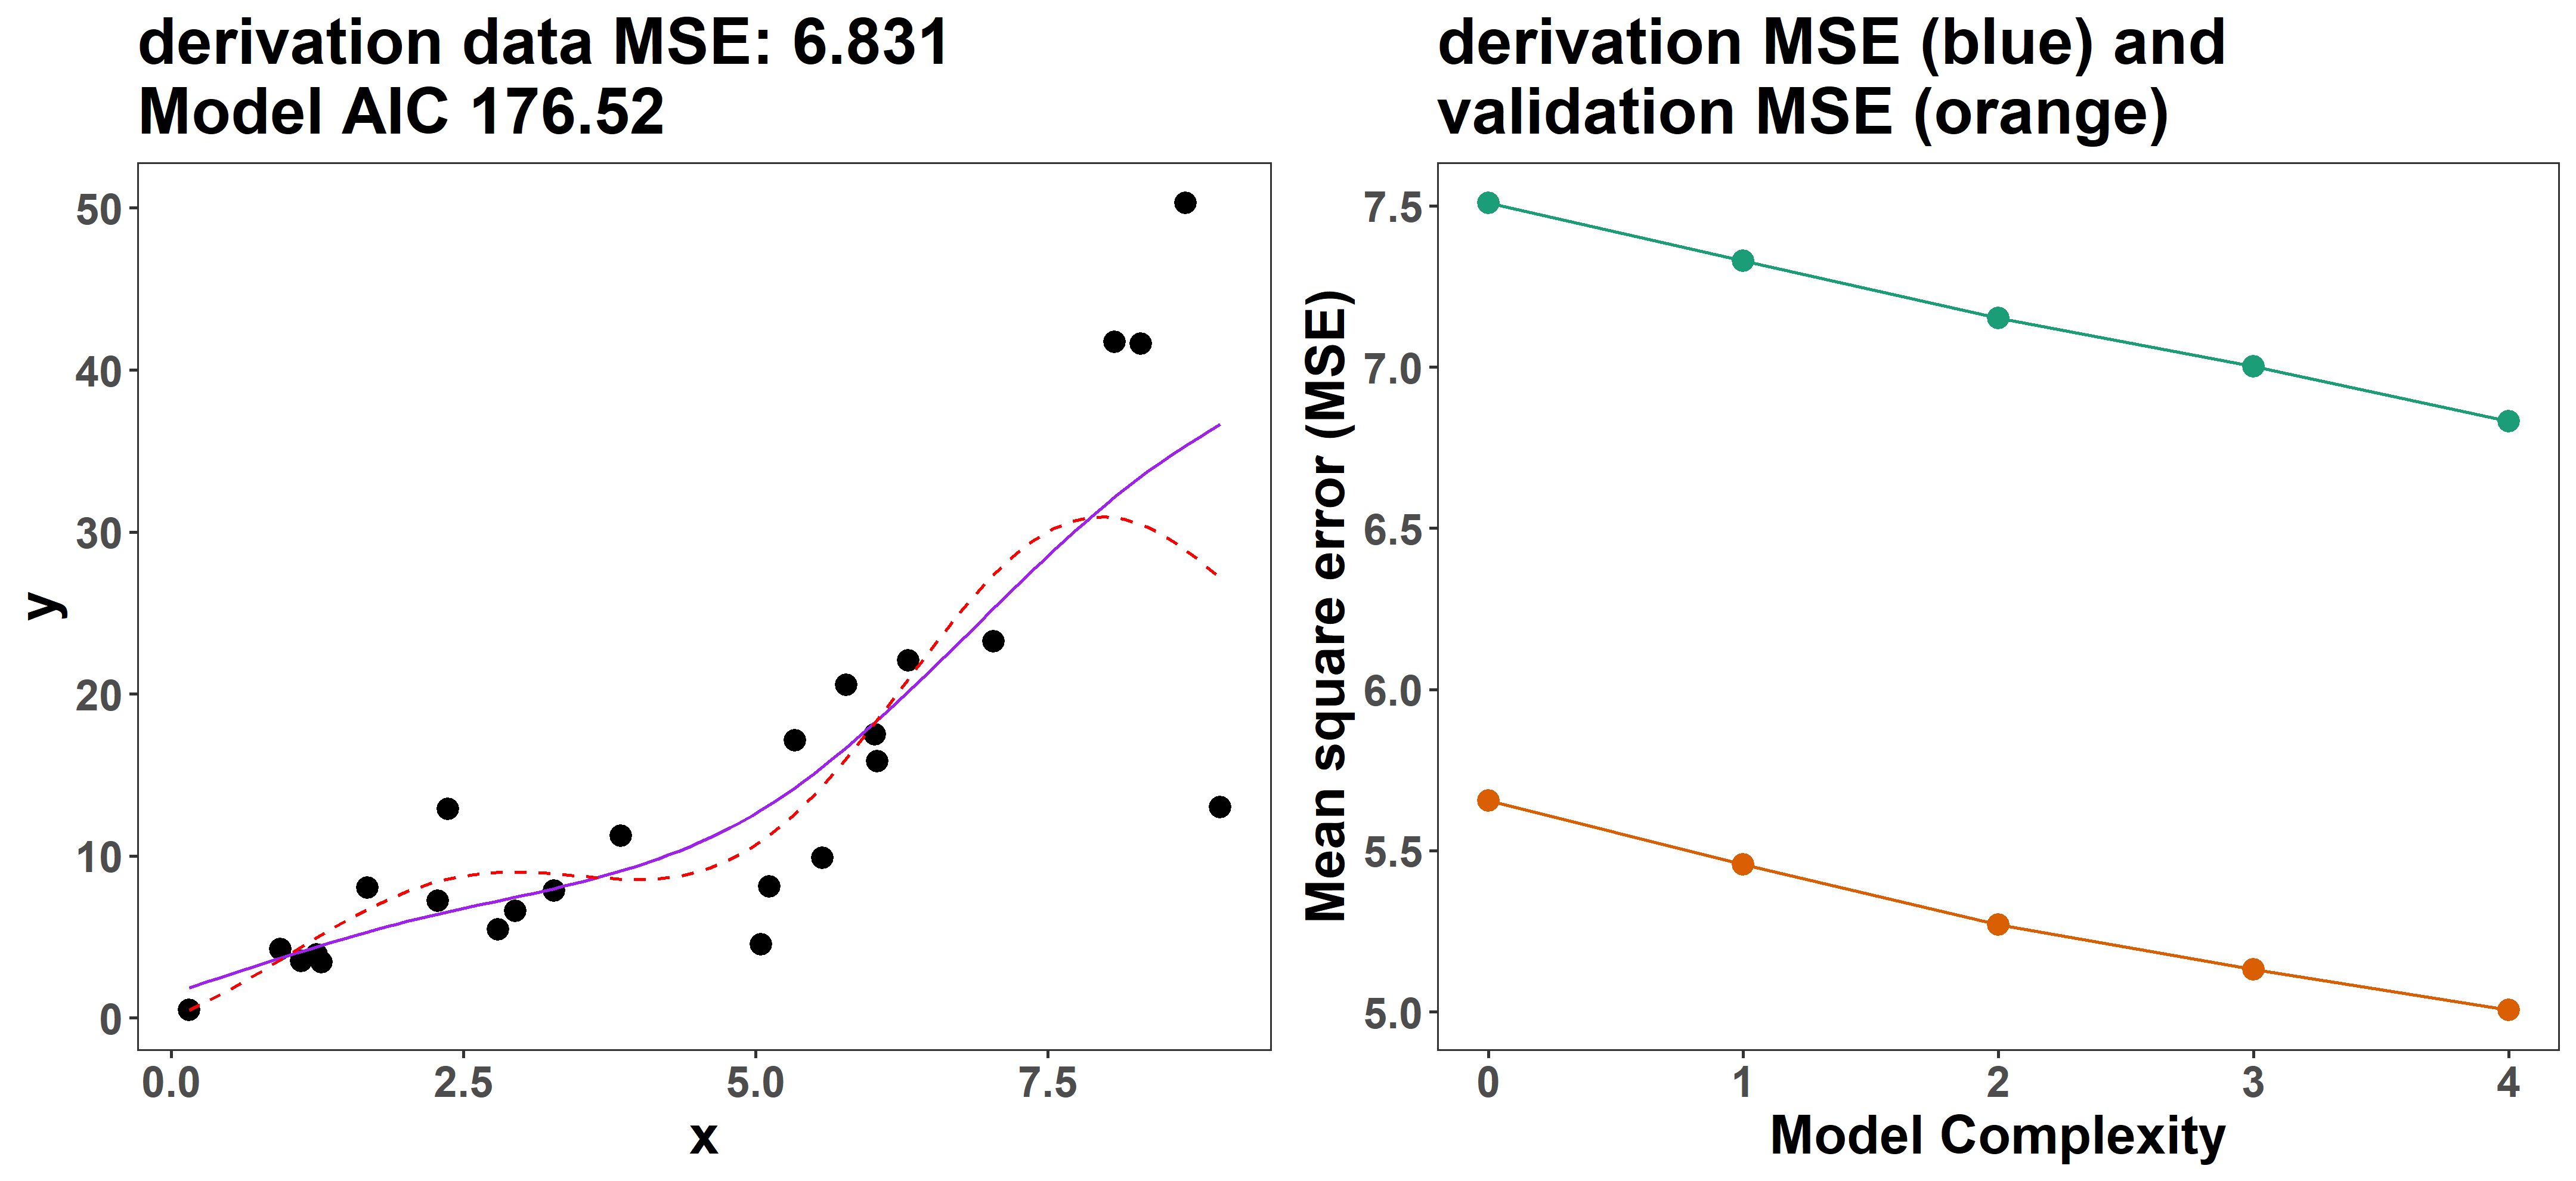 derivation data MSE: 6.831
Model AIC 176.52
50
40
30
20
10
0
y
0.0 2.5 5.0 7.5
x
derivation MSE (blue) and
validation MSE (orange)
Mean square error (MSE)
7.5
7.0
6.5
6.0
5.5
5.0
0 1 2 3 4
Model Complexity